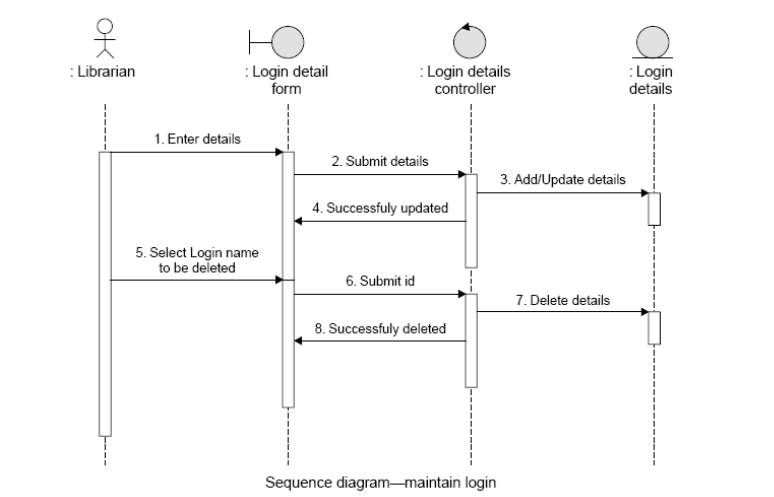 : Librarian
: Login detail
form
: Login details
controller
: Login
details
1. Enter details
2. Submit details
3. Add/Update details
4. Successfuly updated
5. Select Login name
to be deleted
6. Submit id
7. Delete details
8. Successfuly deleted
Sequence diagram—maintain login